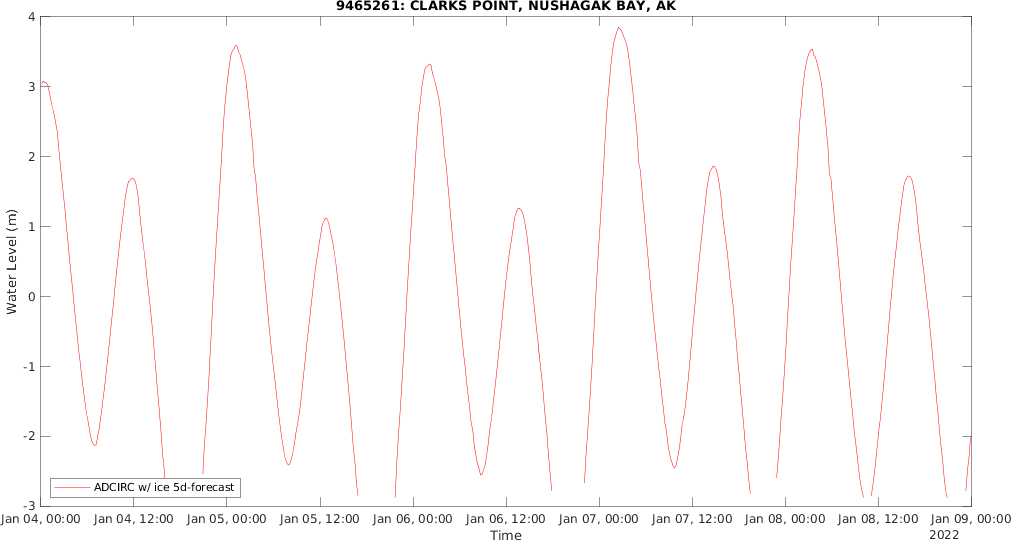 9465261: CLARKS POINT, NUSHAGAK BAY, AK
Water Level (m)
4
3
2
1
0
-1
-2
-3
ADCIRC w/ ice 5d-forecast
Jan 04, 00:00 Jan 04, 12:00 Jan 05, 00:00 Jan 05, 12:00 Jan 06, 00:00 Jan 06, 12:00 Jan 07, 00:00 Jan 07, 12:00 Jan 08, 00:00 Jan 08, 12:00 Jan 09, 00:00
Time
2022